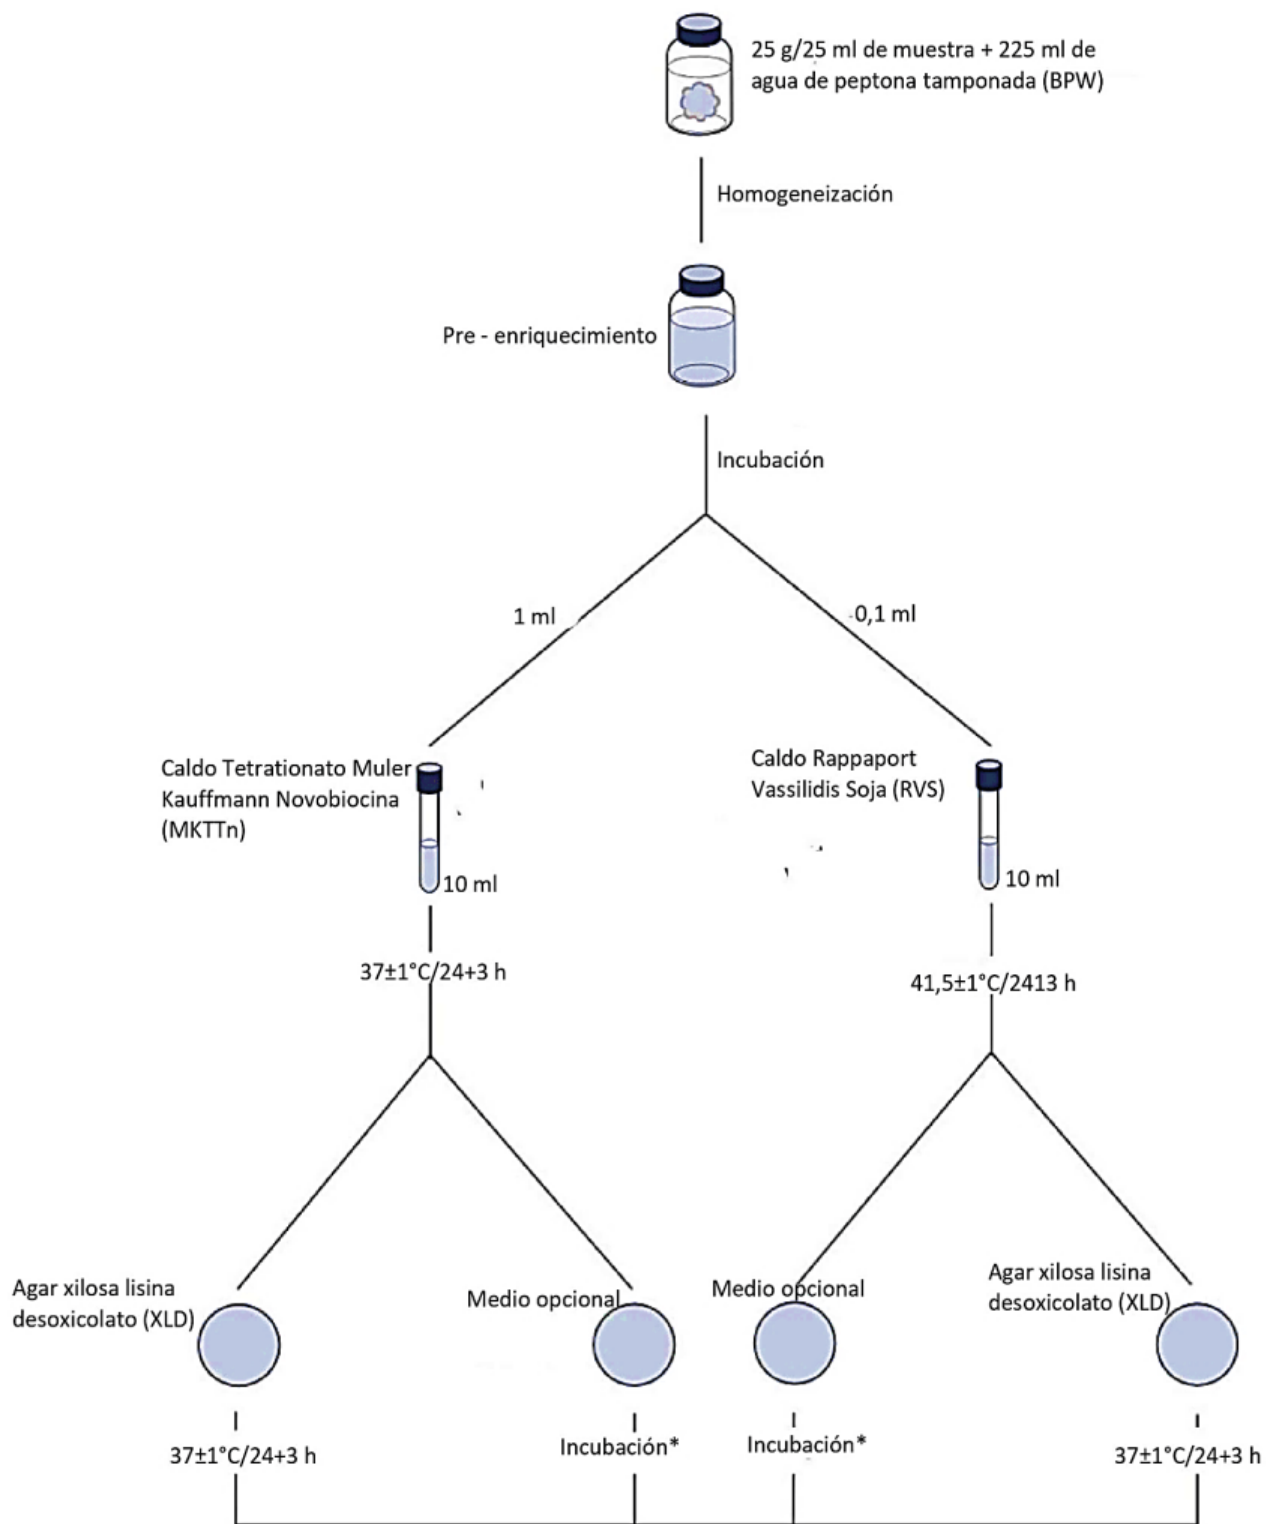 25 g/25 ml de muestra + 225 ml de
agua de peptona tamponada (BPW)
Homogeneización
Pre - enriquecimiento
Incubación
1 ml
0,1 ml
Caldo Tetrationato Muler
Kauffmann Novobiocina
(MKTTn)
10 ml
Caldo Rappaport
Vassilidis Soja (RVS)
10 ml
37±1°C/24+3 h
41,5±1°C/2413 h
Agar xilosa lisina
desoxicolato (XLD)
Medio opcional
Medio opcional
Agar xilosa lisina
desoxicolato (XLD)
37±1°C/24+3 h
Incubación*
Incubación*
37±1°C/24+3 h